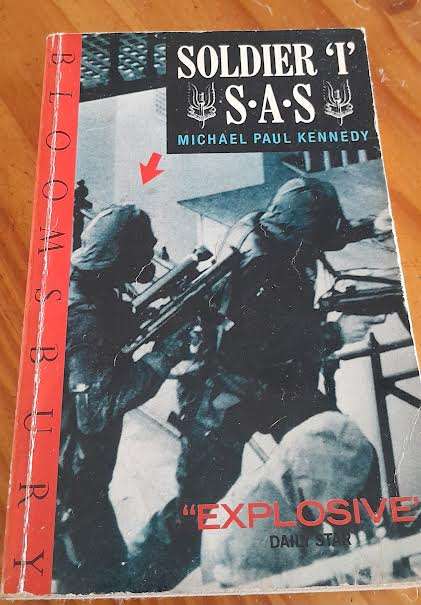 BLOOMSBURY
SOLDIER 'I'
S·A·S
MICHAEL PAUL KENNEDY
"EXPLOSIVE"
DAILY STAR